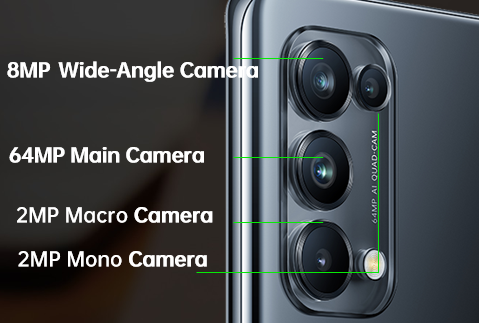 8MP Wide-Angle Camera
64MP Main Camera
2MP Macro Camera
2MP Mono Camera
64MP AI QUAD-CAM